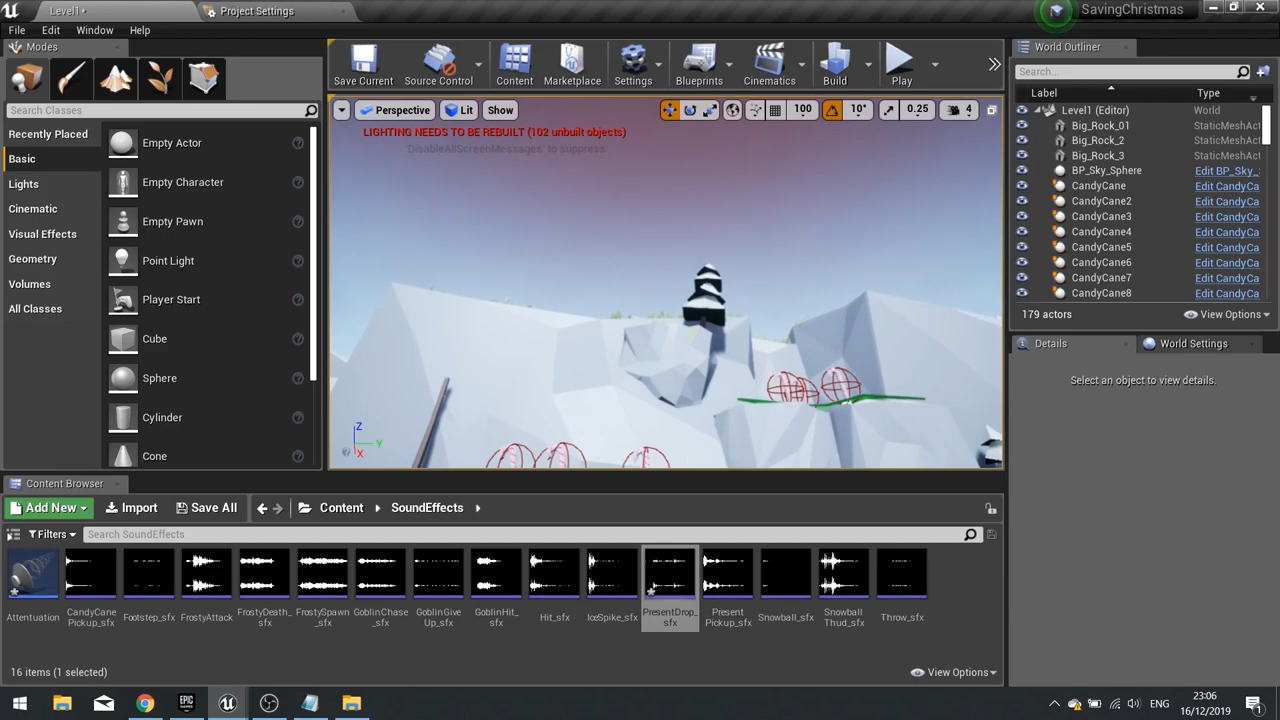 Level1*
Project Settings
SavingChristmas
File
Edit
Window
Help
Modes
Search Classes
Recently Placed
Basic
Lights
Cinematic
Visual Effects
Geometry
Volumes
All Classes
Empty Actor
Empty Character
Empty Pawn
Point Light
Player Start
Cube
Sphere
Cylinder
Cone
Save Current
Source Control
Content
Marketplace
Settings
Blueprints
Cinematics
Build
Play
Perspective
Lit
Show
100
10°
0.25
4
LIGHTING NEEDS TO BE REBUILT (102 unbuilt objects)
'DisableAllScreenMessages' to suppress
Z
Y
X
World Outliner
Search...
Label
Type
Level1 (Editor)
World
Big_Rock_01
StaticMeshAct
Big_Rock_2
StaticMeshAct
Big_Rock_3
StaticMeshAct
BP_Sky_Sphere
Edit BP_Sky_
CandyCane
Edit CandyCa
CandyCane2
Edit CandyCa
CandyCane3
Edit CandyCa
CandyCane4
Edit CandyCa
CandyCane5
Edit CandyCa
CandyCane6
Edit CandyCa
CandyCane7
Edit CandyCa
CandyCane8
Edit CandyCa
179 actors
View Options
Details
World Settings
Select an object to view details.
Content Browser
Add New
Import
Save All
Content
SoundEffects
Filters
Search SoundEffects
Attentuation
CandyCane
Pickup_sfx
Footstep_sfx
FrostyAttack
FrostyDeath_
sfx
FrostySpawn
_sfx
GoblinChase
_sfx
GoblinGive
Up_sfx
GoblinHit_
sfx
Hit_sfx
IceSpike_sfx
PresentDrop_
sfx
Present
Pickup_sfx
Snowball_sfx
Snowball
Thud_sfx
Throw_sfx
16 items (1 selected)
View Options
EPIC
GAMES
ENG
23:06
16/12/2019
1